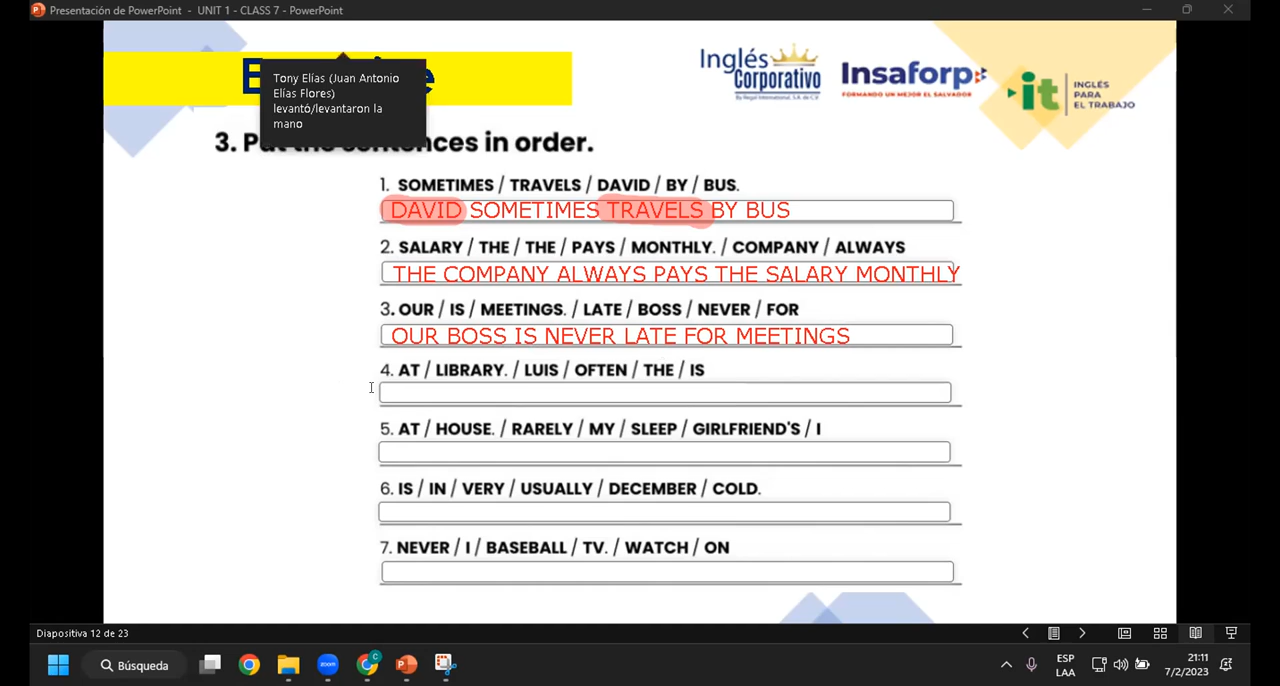 Presentación de PowerPoint - UNIT 1 - CLASS 7 - PowerPoint
Tony Elías (Juan Antonio
Elías Flores)
levantó/levantaron la
mano
Inglés
Corporativo
By Regal International, S.A. de C.V.
Insaforp
FORMANDO UN MEJOR EL SALVADOR
it
INGLÉS
PARA
EL TRABAJO
3. Put the sentences in order.
1. SOMETIMES / TRAVELS / DAVID / BY / BUS.
DAVID SOMETIMES TRAVELS BY BUS
2. SALARY / THE / THE / PAYS / MONTHLY. / COMPANY / ALWAYS
THE COMPANY ALWAYS PAYS THE SALARY MONTHLY
3. OUR / IS / MEETINGS. / LATE / BOSS / NEVER / FOR
OUR BOSS IS NEVER LATE FOR MEETINGS
4. AT / LIBRARY. / LUIS / OFTEN / THE / IS
5. AT / HOUSE. / RARELY / MY / SLEEP / GIRLFRIEND'S / I
6. IS / IN / VERY / USUALLY / DECEMBER / COLD.
7. NEVER / I / BASEBALL / TV. / WATCH / ON
Diapositiva 12 de 23
Búsqueda
zoom
C
P
ESP
LAA
21:11
7/2/2023